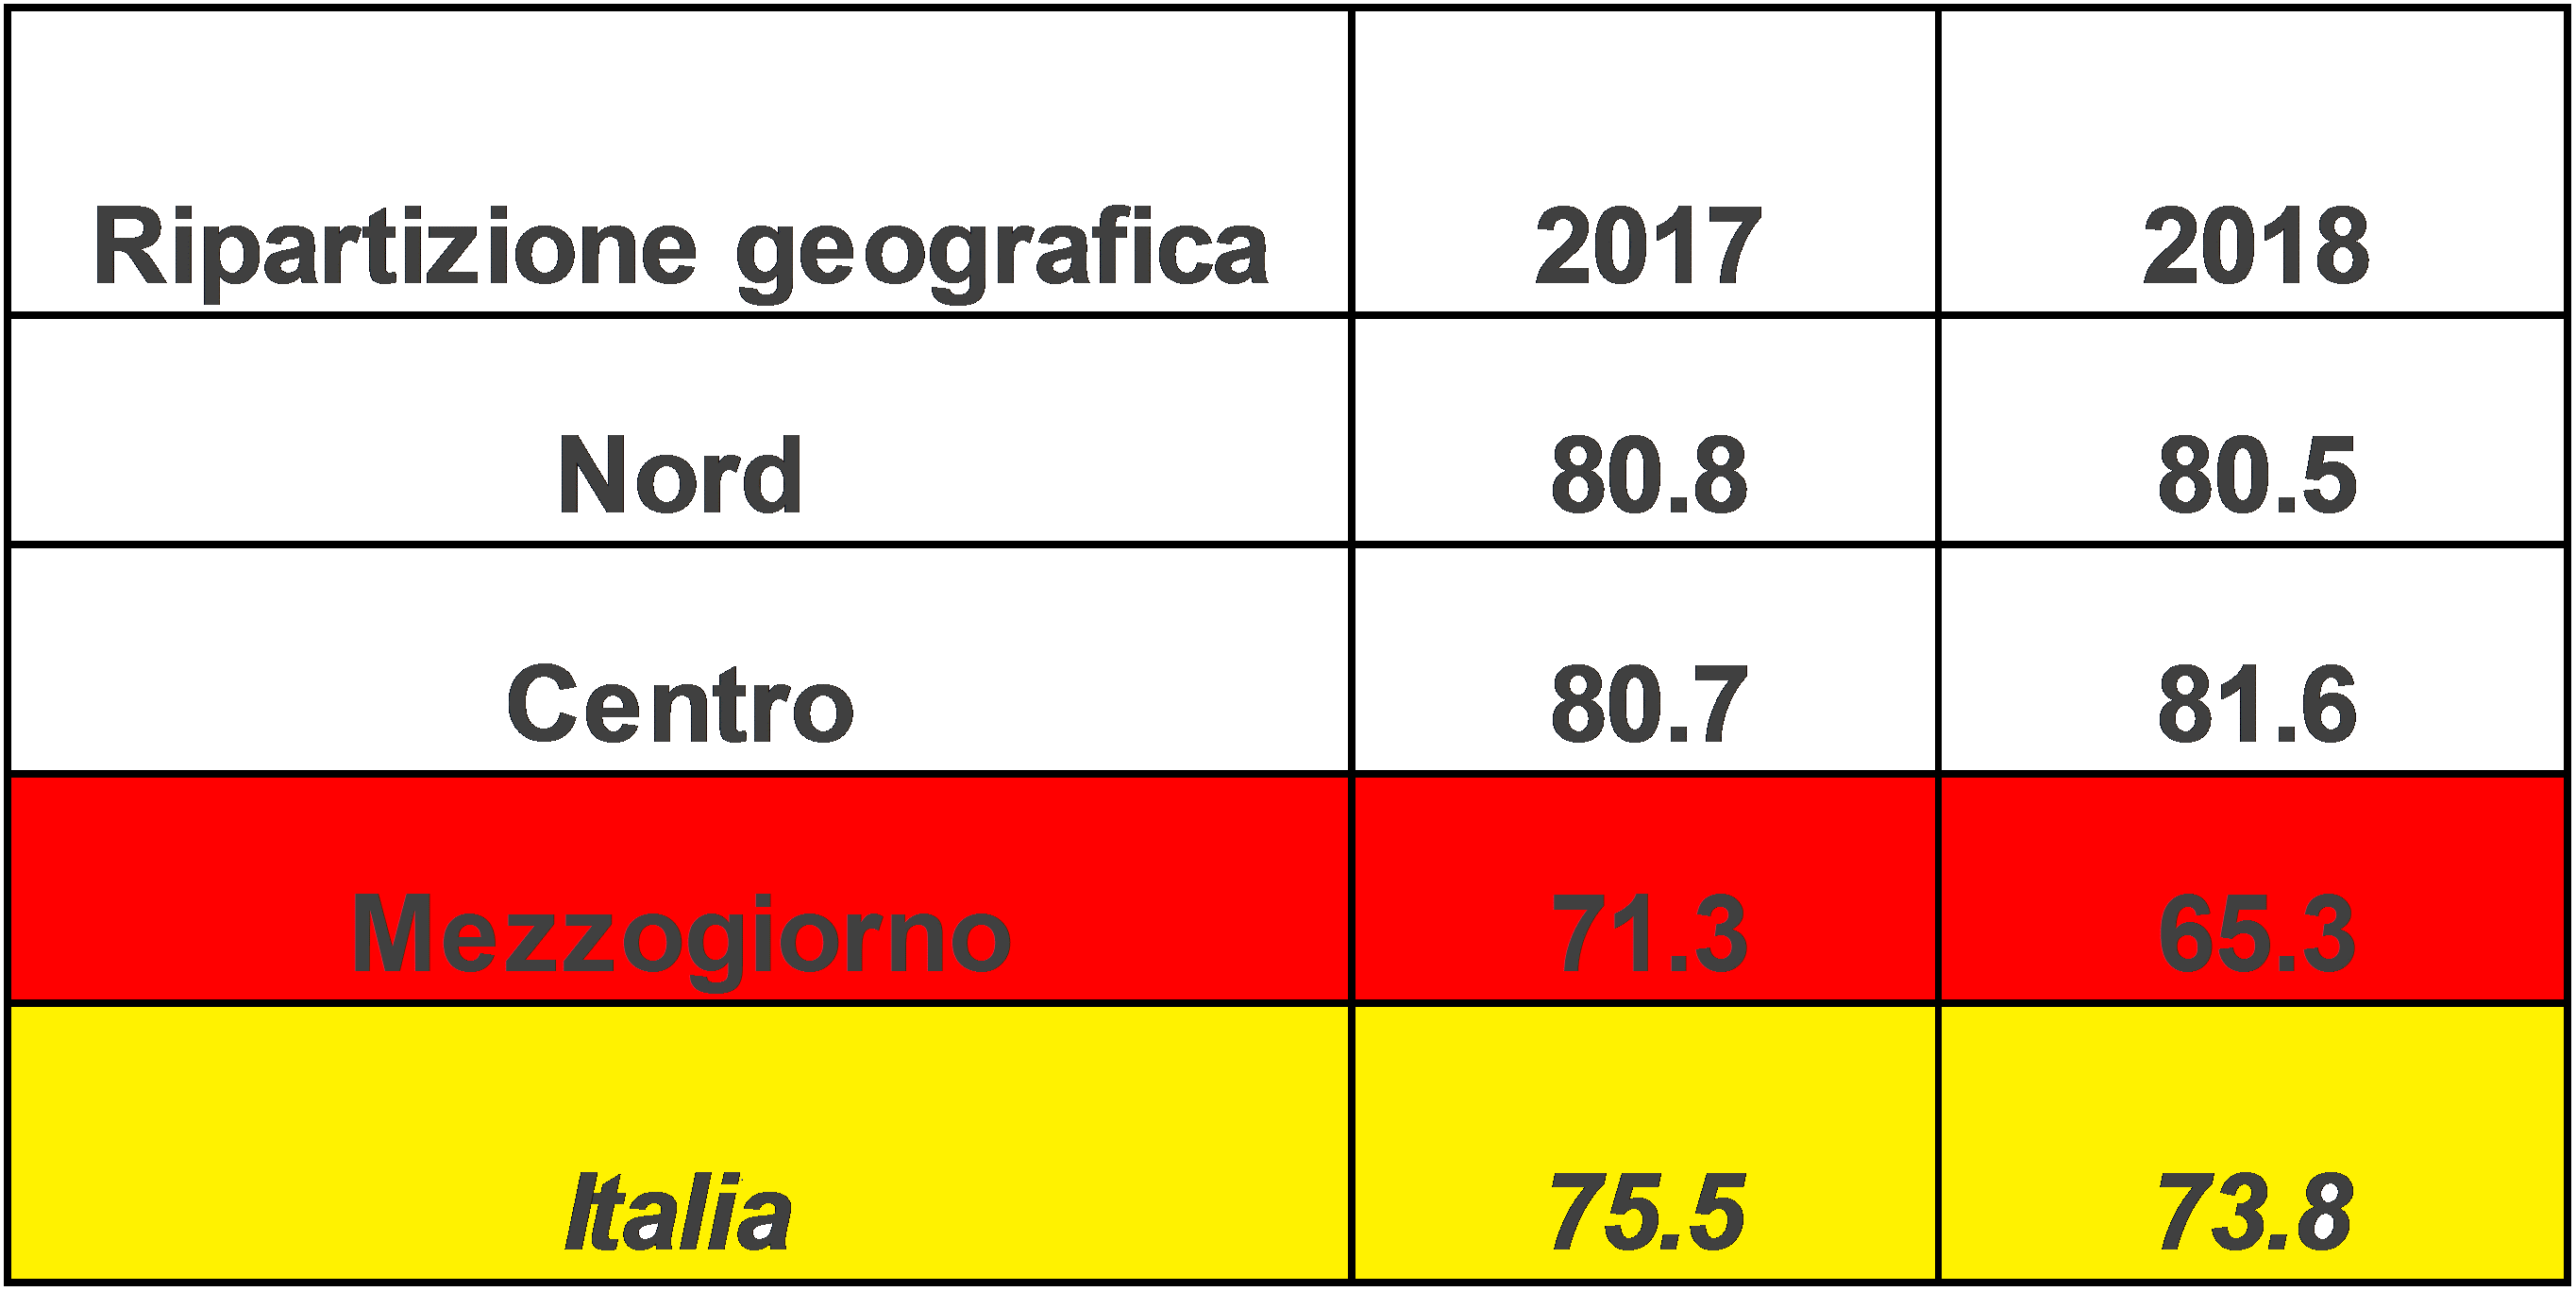 Ripartizione geografica 2017 2018
Nord 80.8 80.5
Centro 80.7 81.6
Mezzogiorno 71.3 65.3
Italia 75.5 73.8